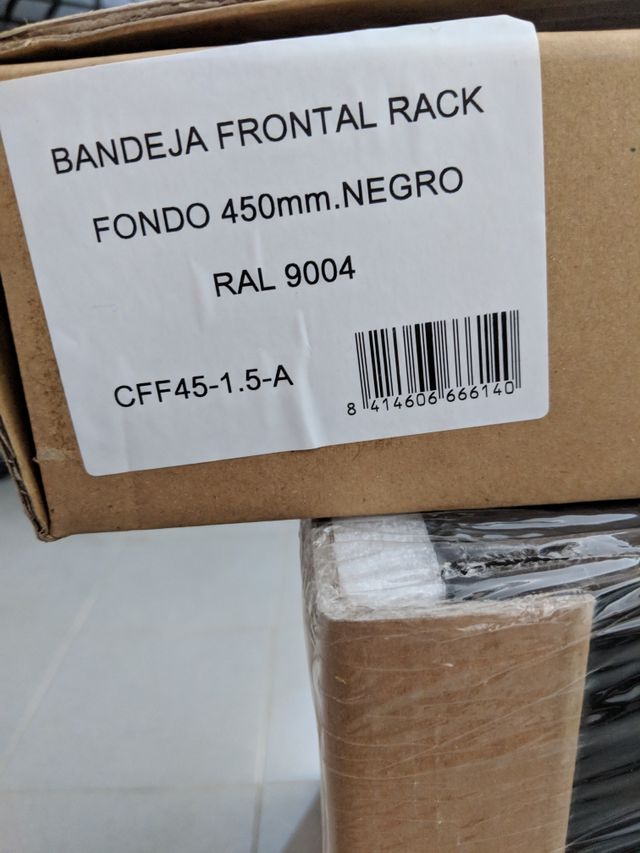 BANDEJA FRONTAL RACK
FONDO 450mm.NEGRO
RAL 9004
CFF45-1.5-A
8 414606 666140